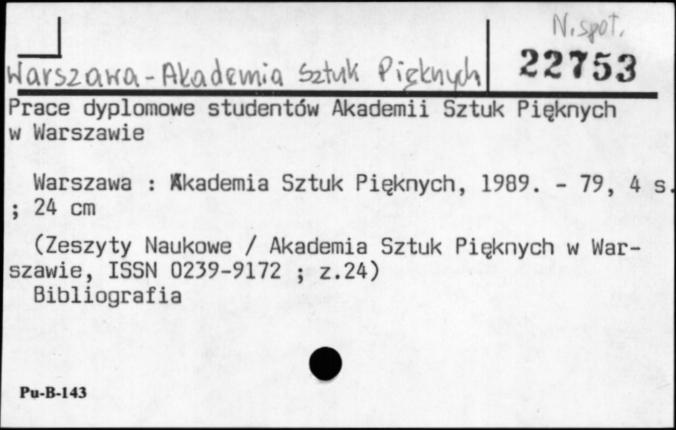 N.spot.
22753
Warszawa - Akademia Sztuk Pięknych
Prace dyplomowe studentów Akademii Sztuk Pięknych
w Warszawie
Warszawa : Akademia Sztuk Pięknych, 1989. - 79, 4 s.
; 24 cm
(Zeszyty Naukowe / Akademia Sztuk Pięknych w War-
szawie, ISSN 0239-9172 ; z.24)
Bibliografia
Pu-B-143